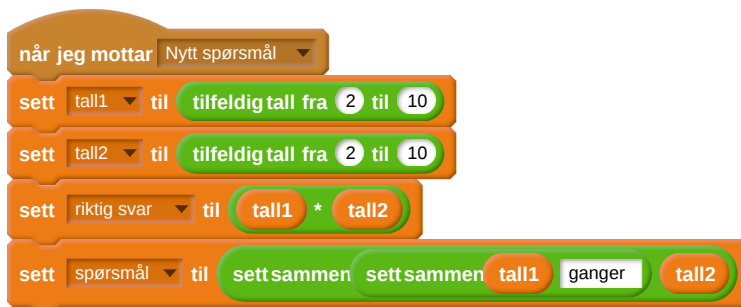 når jeg mottar Nytt spørsmål
sett tall1 til tilfeldig tall fra 2 til 10
sett tall2 til tilfeldig tall fra 2 til 10
sett riktig svar til tall1 * tall2
sett spørsmål til sett sammen sett sammen tall1 ganger tall2